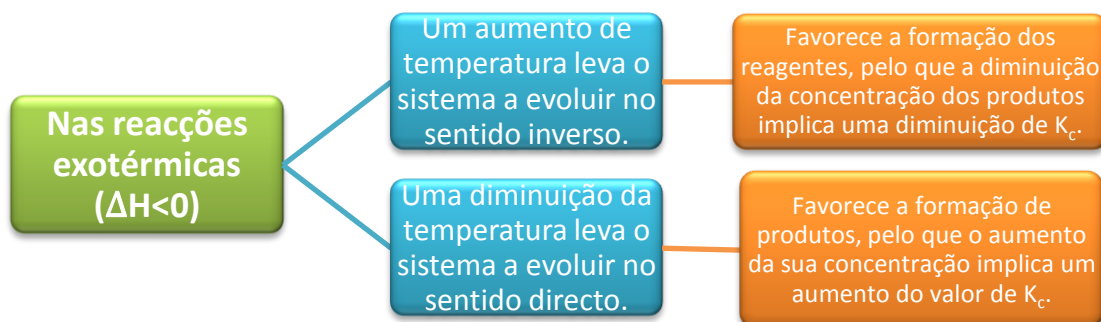 Nas reacções
exotérmicas
(ΔH<0)
Um aumento de
temperatura leva o
sistema a evoluir no
sentido inverso.
Favorece a formação dos
reagentes, pelo que a diminuição
da concentração dos produtos
implica uma diminuição de Kc.
Uma diminuição da
temperatura leva o
sistema a evoluir no
sentido directo.
Favorece a formação de
produtos, pelo que o aumento
da sua concentração implica um
aumento do valor de Kc.